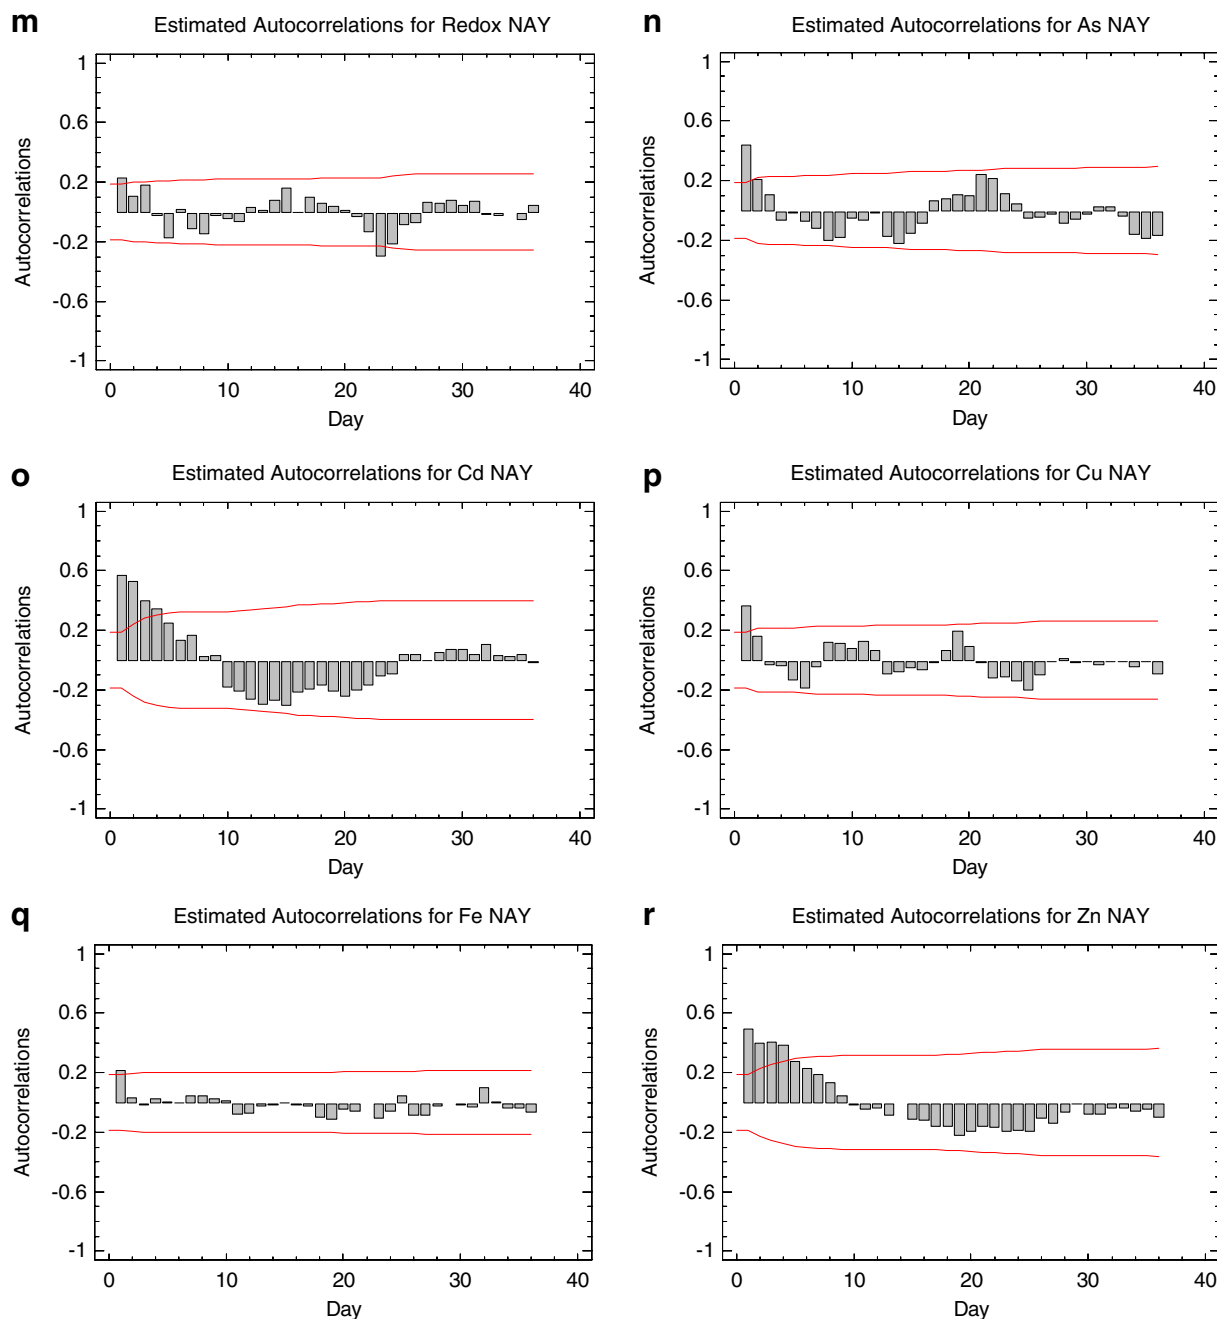 m Estimated Autocorrelations for Redox NAY
1
0.6
0.2
-0.2
-0.6
-1
Autocorrelations
0 10 20 30 40
Day
n Estimated Autocorrelations for As NAY
1
0.6
0.2
-0.2
-0.6
-1
Autocorrelations
0 10 20 30 40
Day
o Estimated Autocorrelations for Cd NAY
1
0.6
0.2
-0.2
-0.6
-1
Autocorrelations
0 10 20 30 40
Day
p Estimated Autocorrelations for Cu NAY
1
0.6
0.2
-0.2
-0.6
-1
Autocorrelations
0 10 20 30 40
Day
q Estimated Autocorrelations for Fe NAY
1
0.6
0.2
-0.2
-0.6
-1
Autocorrelations
0 10 20 30 40
Day
r Estimated Autocorrelations for Zn NAY
1
0.6
0.2
-0.2
-0.6
-1
Autocorrelations
0 10 20 30 40
Day